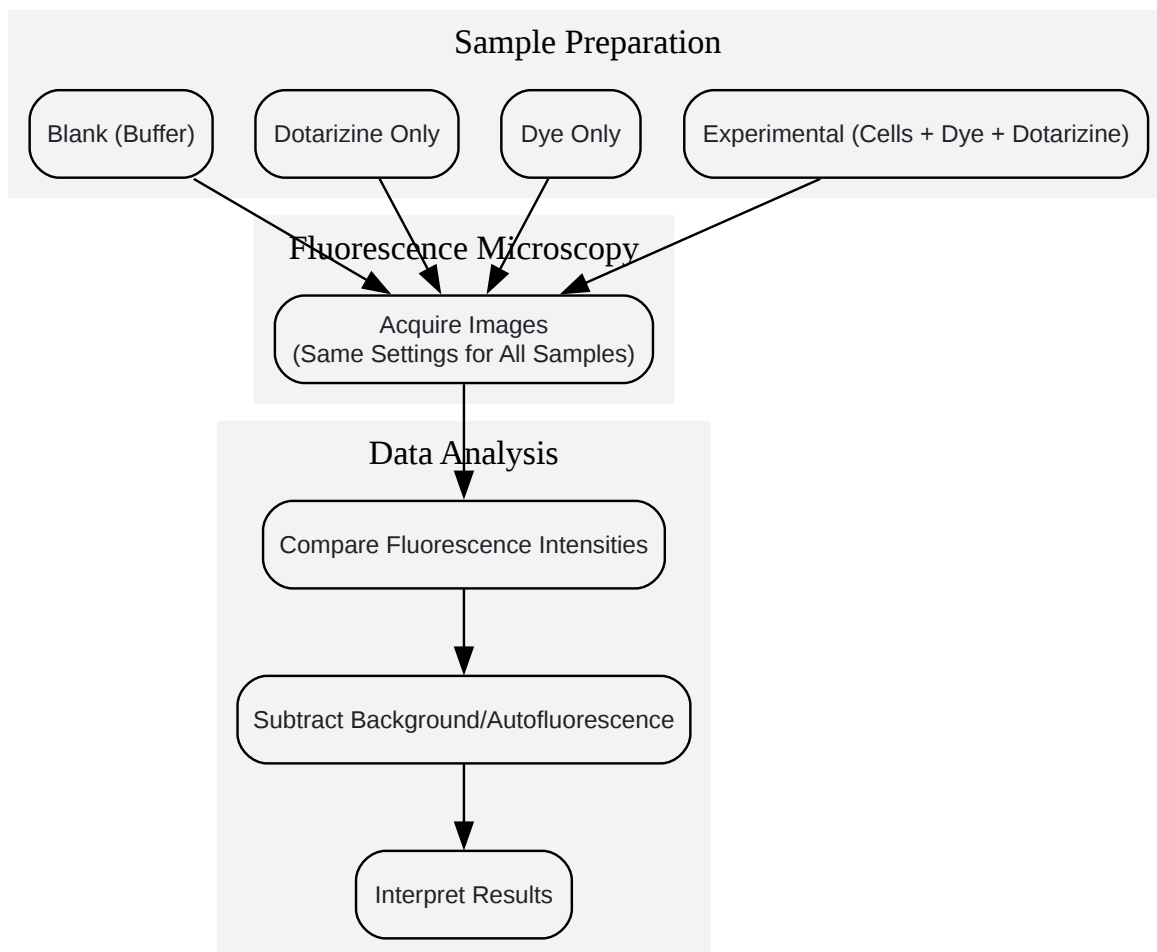 Sample Preparation
Blank (Buffer)
Dotarizine Only
Dye Only
Experimental (Cells + Dye + Dotarizine)
Fluorescence Microscopy
Acquire Images
(Same Settings for All Samples)
Data Analysis
Compare Fluorescence Intensities
Subtract Background/Autofluorescence
Interpret Results